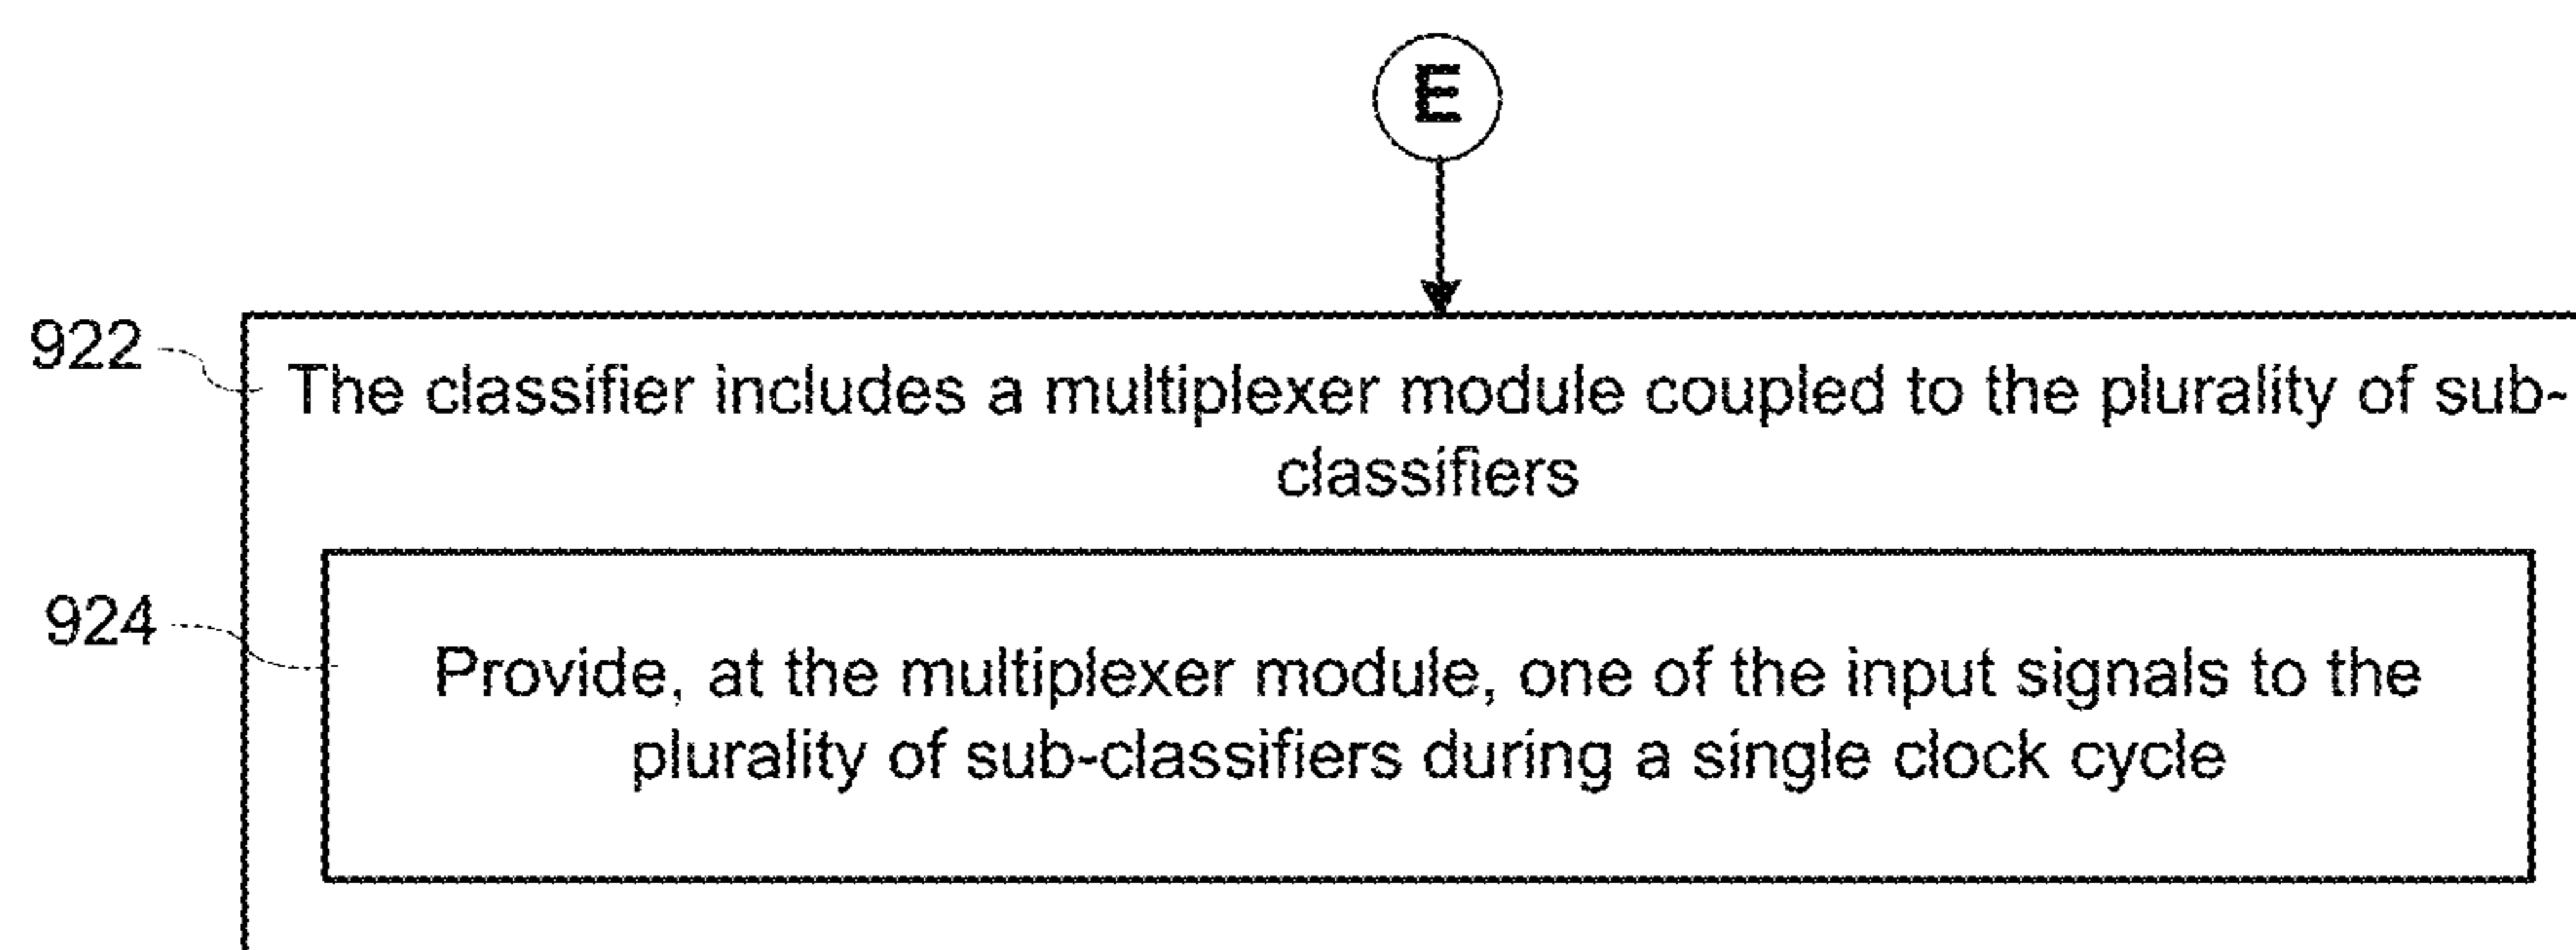 E
922
The classifier includes a multiplexer module coupled to the plurality of sub-
classifiers
924
Provide, at the multiplexer module, one of the input signals to the
plurality of sub-classifiers during a single clock cycle